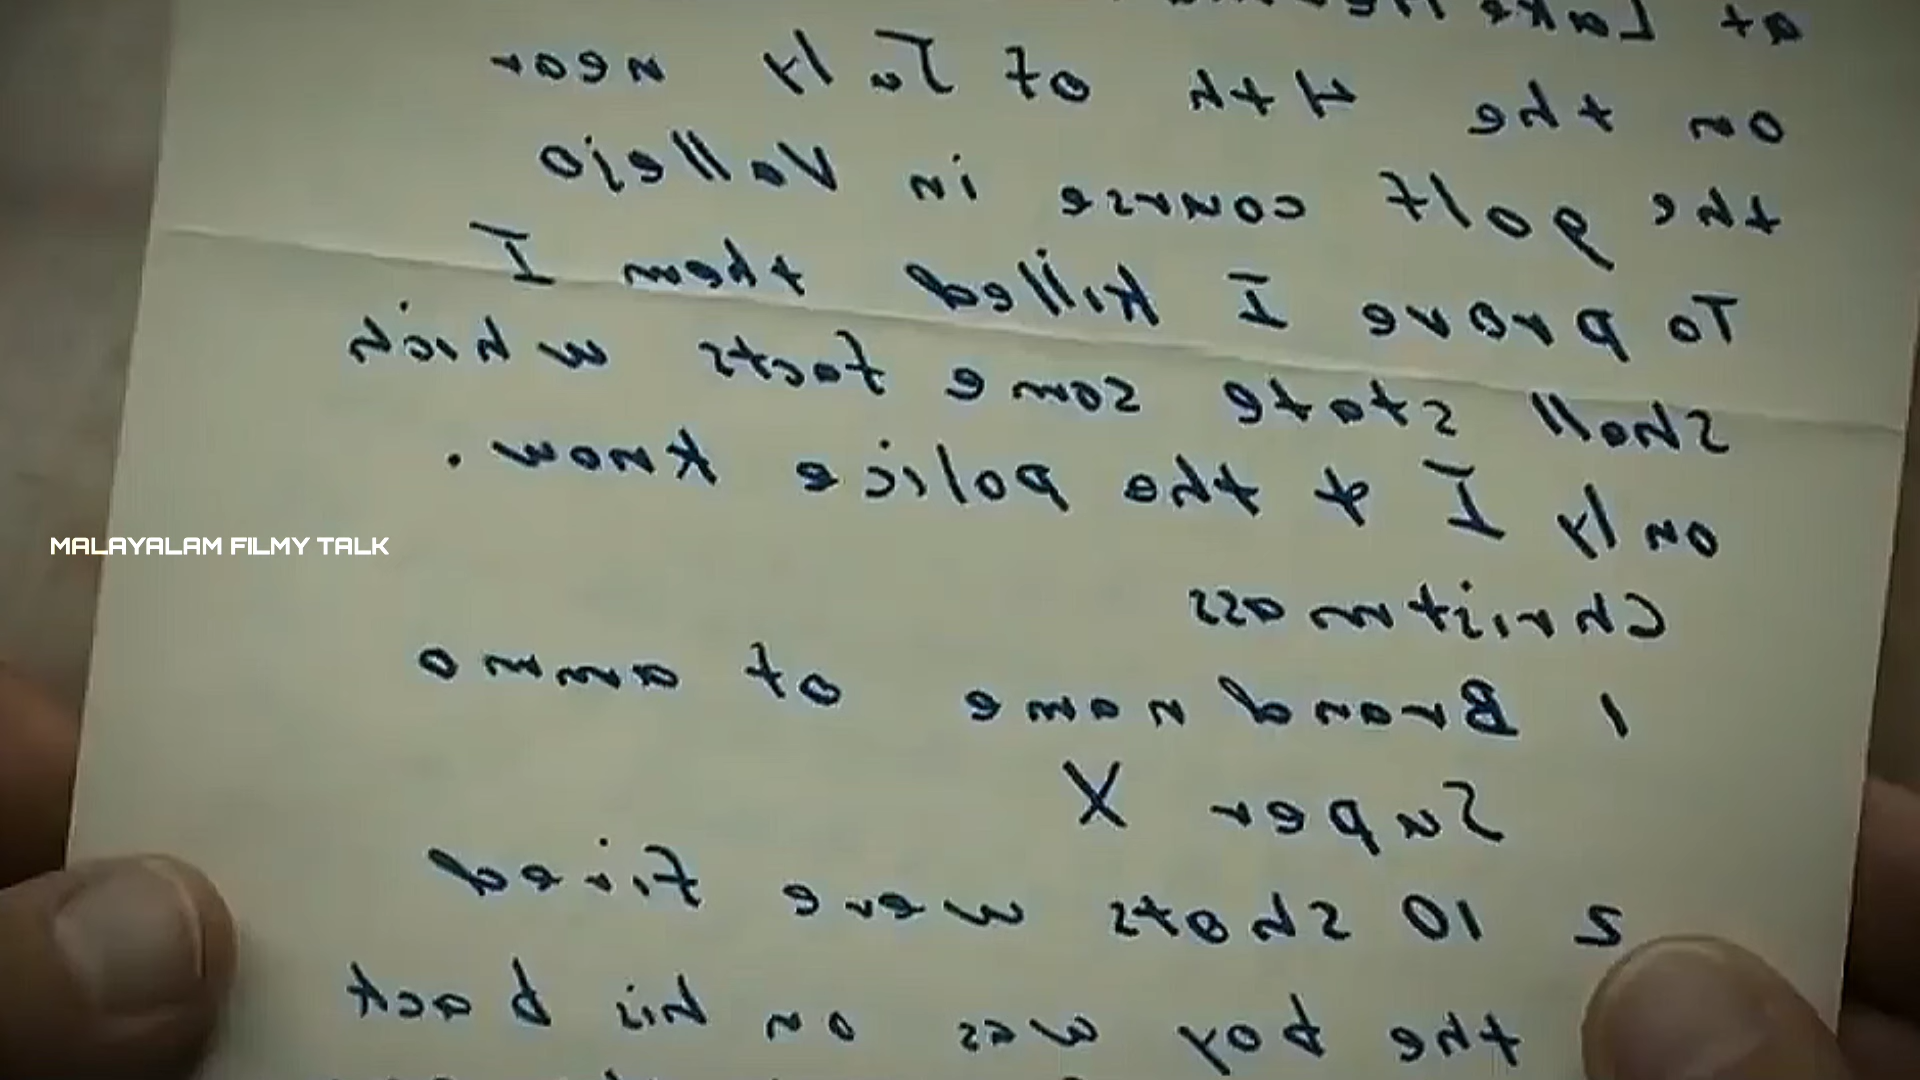 at Lake
on the 4th of July near
the golf course in Vallejo
To prove I killed them I
Shall state some facts which
only I + the police know.
Christmass
1 Brand name of ammo
Super X
2 10 shots were fired
the boy was on his back
MALAYALAM FILMY TALK